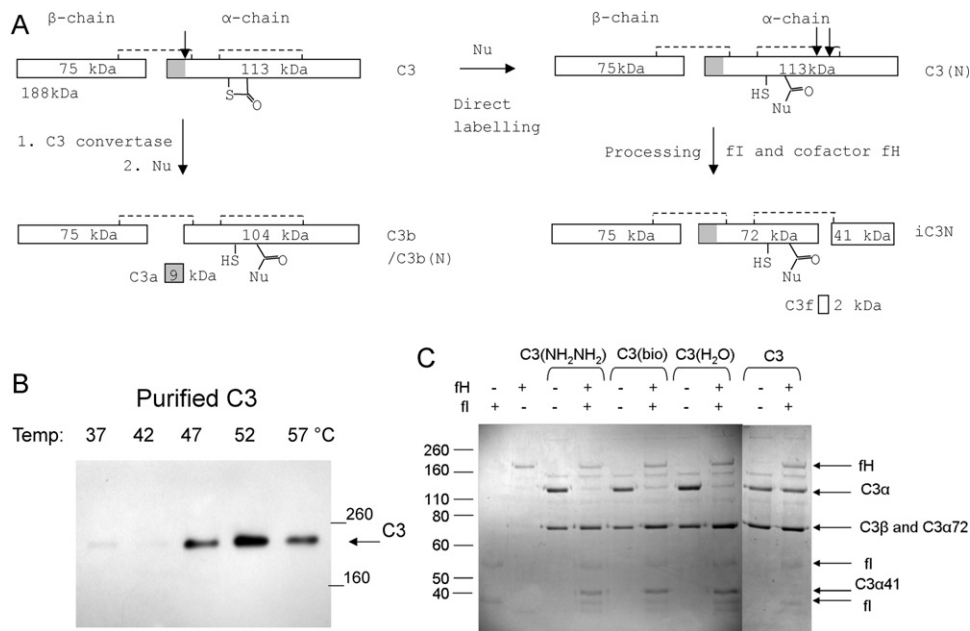 A
β-chain α-chain
75 kDa 113 kDa C3
188kDa
S O
1. C3 convertase
2. Nu
75 kDa 104 kDa C3b
/C3b(N)
HS O
Nu
C3a 9 kDa
Nu
Direct
labelling
β-chain α-chain
75kDa 113kDa C3(N)
HS O
Nu
Processing fI and cofactor fH
75 kDa 72 kDa 41 kDa iC3N
HS O
Nu
C3f 2 kDa
B
Purified C3
Temp: 37 42 47 52 57 °C
260
C3
160
C
C3(NH2NH2) C3(bio) C3(H2O) C3
fH - + - + - + - + - +
fI + - - + - + - + - +
260
160
110
80
60
50
40
fH
C3α
C3β and C3α72
fI
C3α41
fI